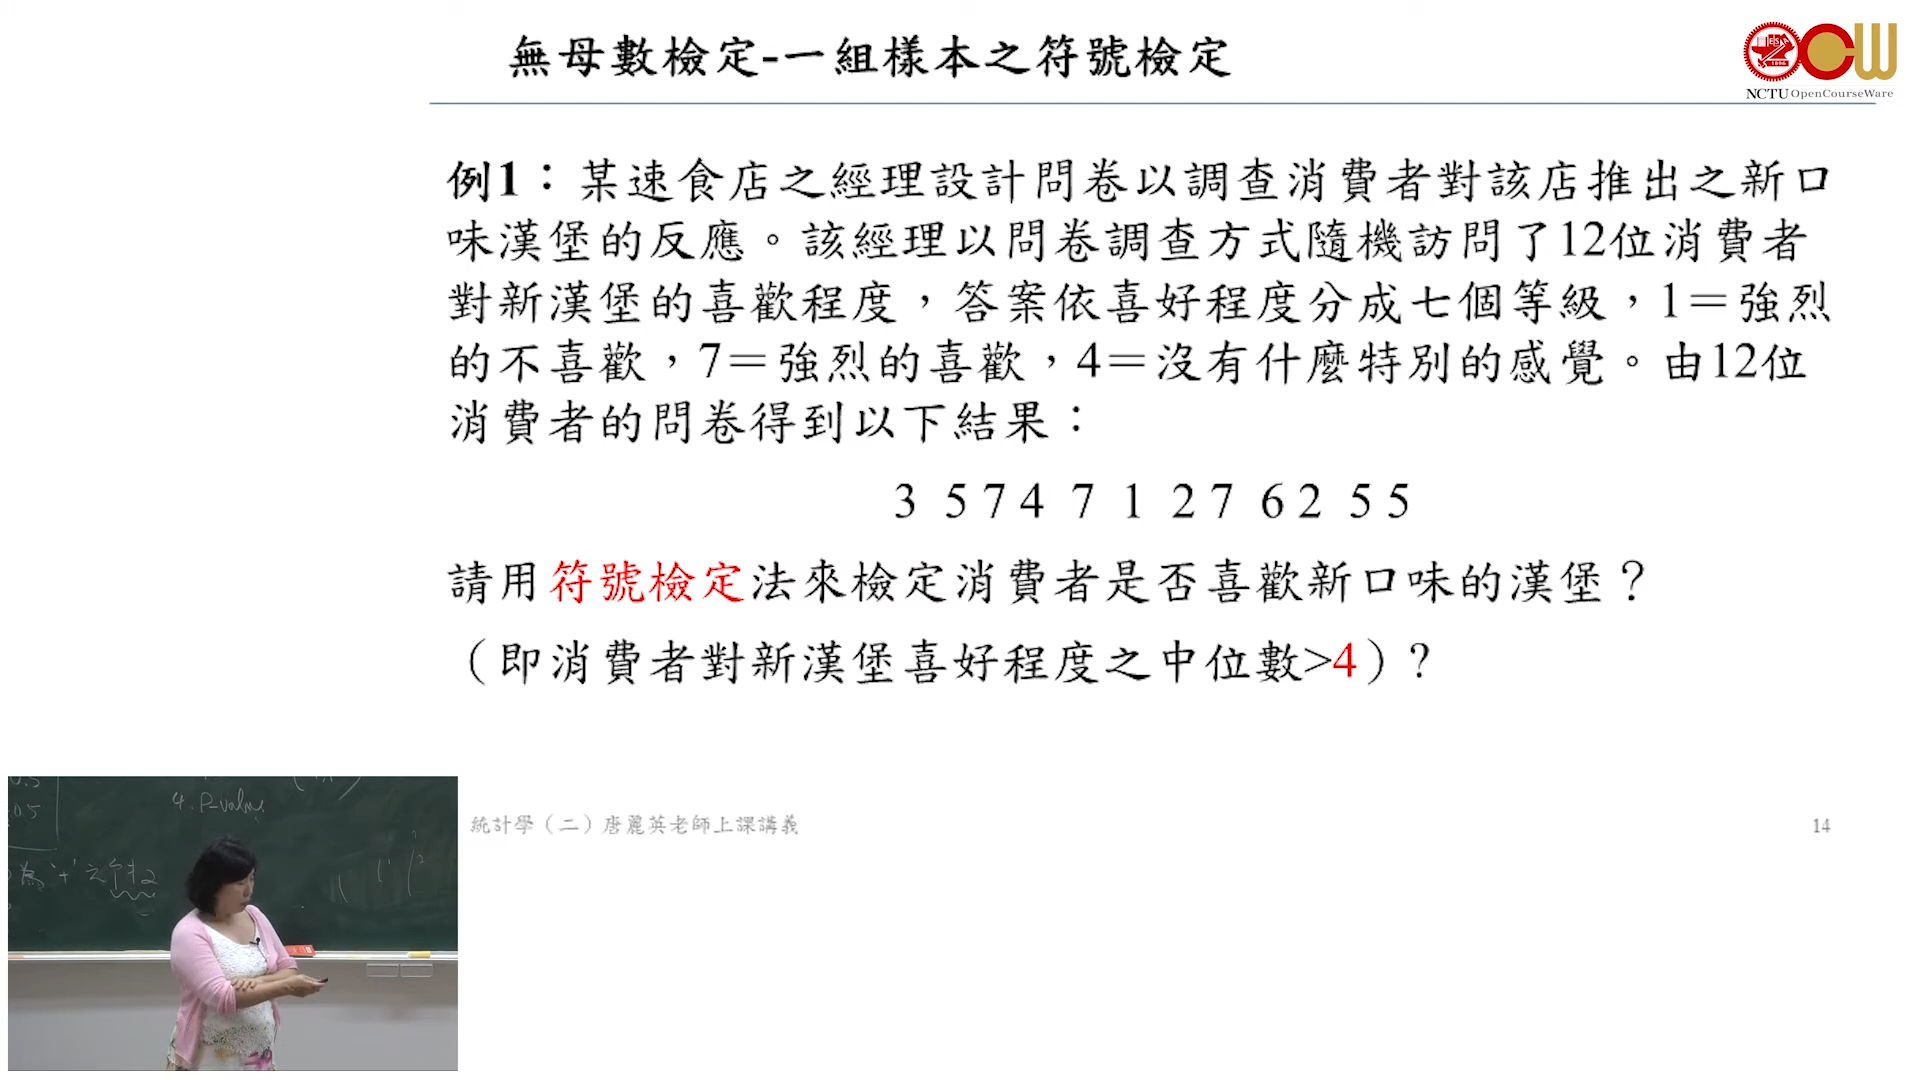 無母數檢定-一組樣本之符號檢定
NCTU OpenCourseWare
例1：某速食店之經理設計問卷以調查消費者對該店推出之新口
味漢堡的反應。該經理以問卷調查方式隨機訪問了12位消費者
對新漢堡的喜歡程度，答案依喜好程度分成七個等級，1＝強烈
的不喜歡，7＝強烈的喜歡，4＝沒有什麼特別的感覺。由12位
消費者的問卷得到以下結果：
3 5 7 4 7 1 2 7 6 2 5 5
請用符號檢定法來檢定消費者是否喜歡新口味的漢堡？
（即消費者對新漢堡喜好程度之中位數>4）？
4. P-value
為 '+' 之個數
統計學（二）唐麗英老師上課講義
14